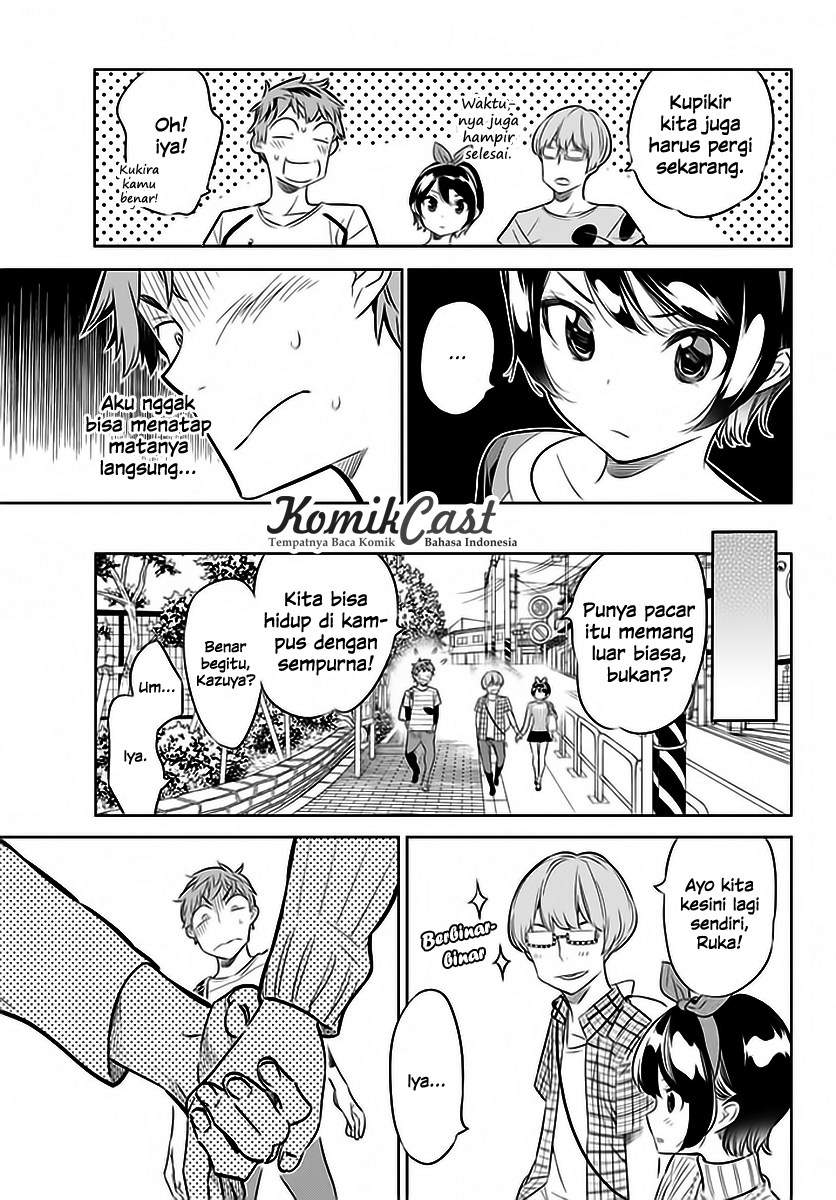 Kupikir
kita juga
harus pergi
sekarang.
Waktu-
nya juga
hampir
selesai.
Oh!
iya!
Kukira
kamu
benar!
...
Aku nggak
bisa menatap
matanya
langsung...
KomikCast
Tempatnya Baca Komik Bahasa Indonesia
Punya pacar
itu memang
luar biasa,
bukan?
Kita bisa
hidup di kam-
pus dengan
sempurna!
Benar
begitu,
Kazuya?
Um...
Iya.
Ayo kita
kesini lagi
sendiri,
Ruka!
Berbinar-
binar
Iya...